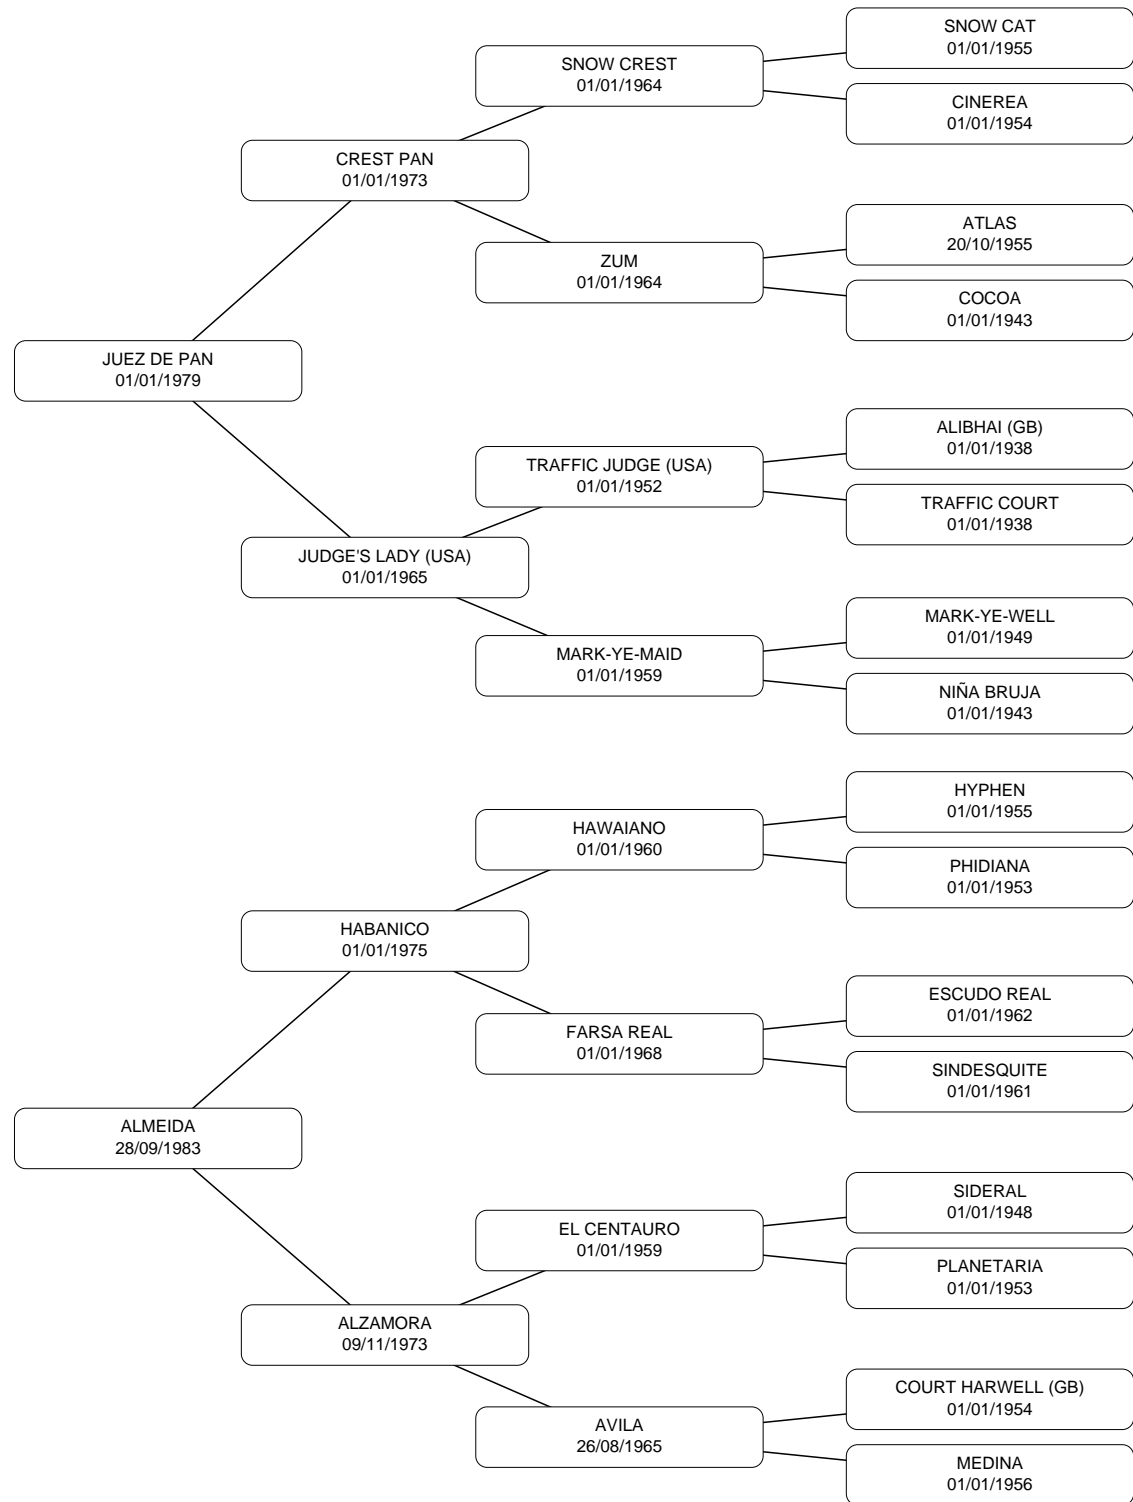 SNOW CAT
01/01/1955
SNOW CREST
01/01/1964
CINEREA
01/01/1954
CREST PAN
01/01/1973
ATLAS
20/10/1955
ZUM
01/01/1964
COCOA
01/01/1943
JUEZ DE PAN
01/01/1979
ALIBHAI (GB)
01/01/1938
TRAFFIC JUDGE (USA)
01/01/1952
TRAFFIC COURT
01/01/1938
JUDGE'S LADY (USA)
01/01/1965
MARK-YE-WELL
01/01/1949
MARK-YE-MAID
01/01/1959
NIÑA BRUJA
01/01/1943
HYPHEN
01/01/1955
HAWAIANO
01/01/1960
PHIDIANA
01/01/1953
HABANICO
01/01/1975
ESCUDO REAL
01/01/1962
FARSA REAL
01/01/1968
SINDESQUITE
01/01/1961
ALMEIDA
28/09/1983
SIDERAL
01/01/1948
EL CENTAURO
01/01/1959
PLANETARIA
01/01/1953
ALZAMORA
09/11/1973
COURT HARWELL (GB)
01/01/1954
AVILA
26/08/1965
MEDINA
01/01/1956